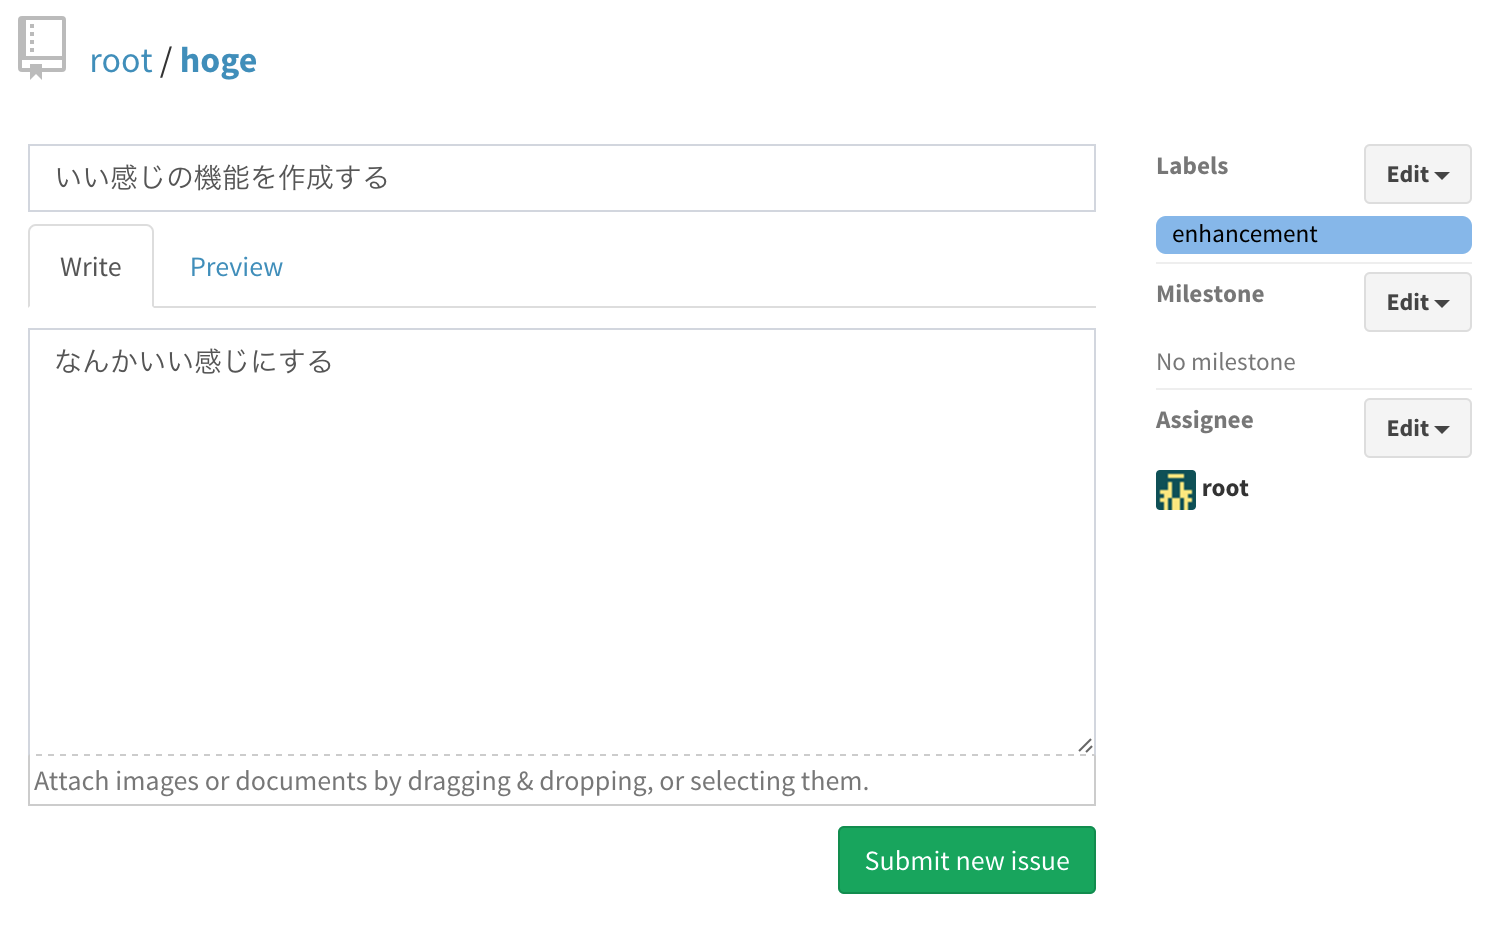 root / hoge
いい感じの機能を作成する
Write Preview
なんかいい感じにする
Attach images or documents by dragging & dropping, or selecting them.
Submit new issue
Labels Edit
enhancement
Milestone Edit
No milestone
Assignee Edit
root